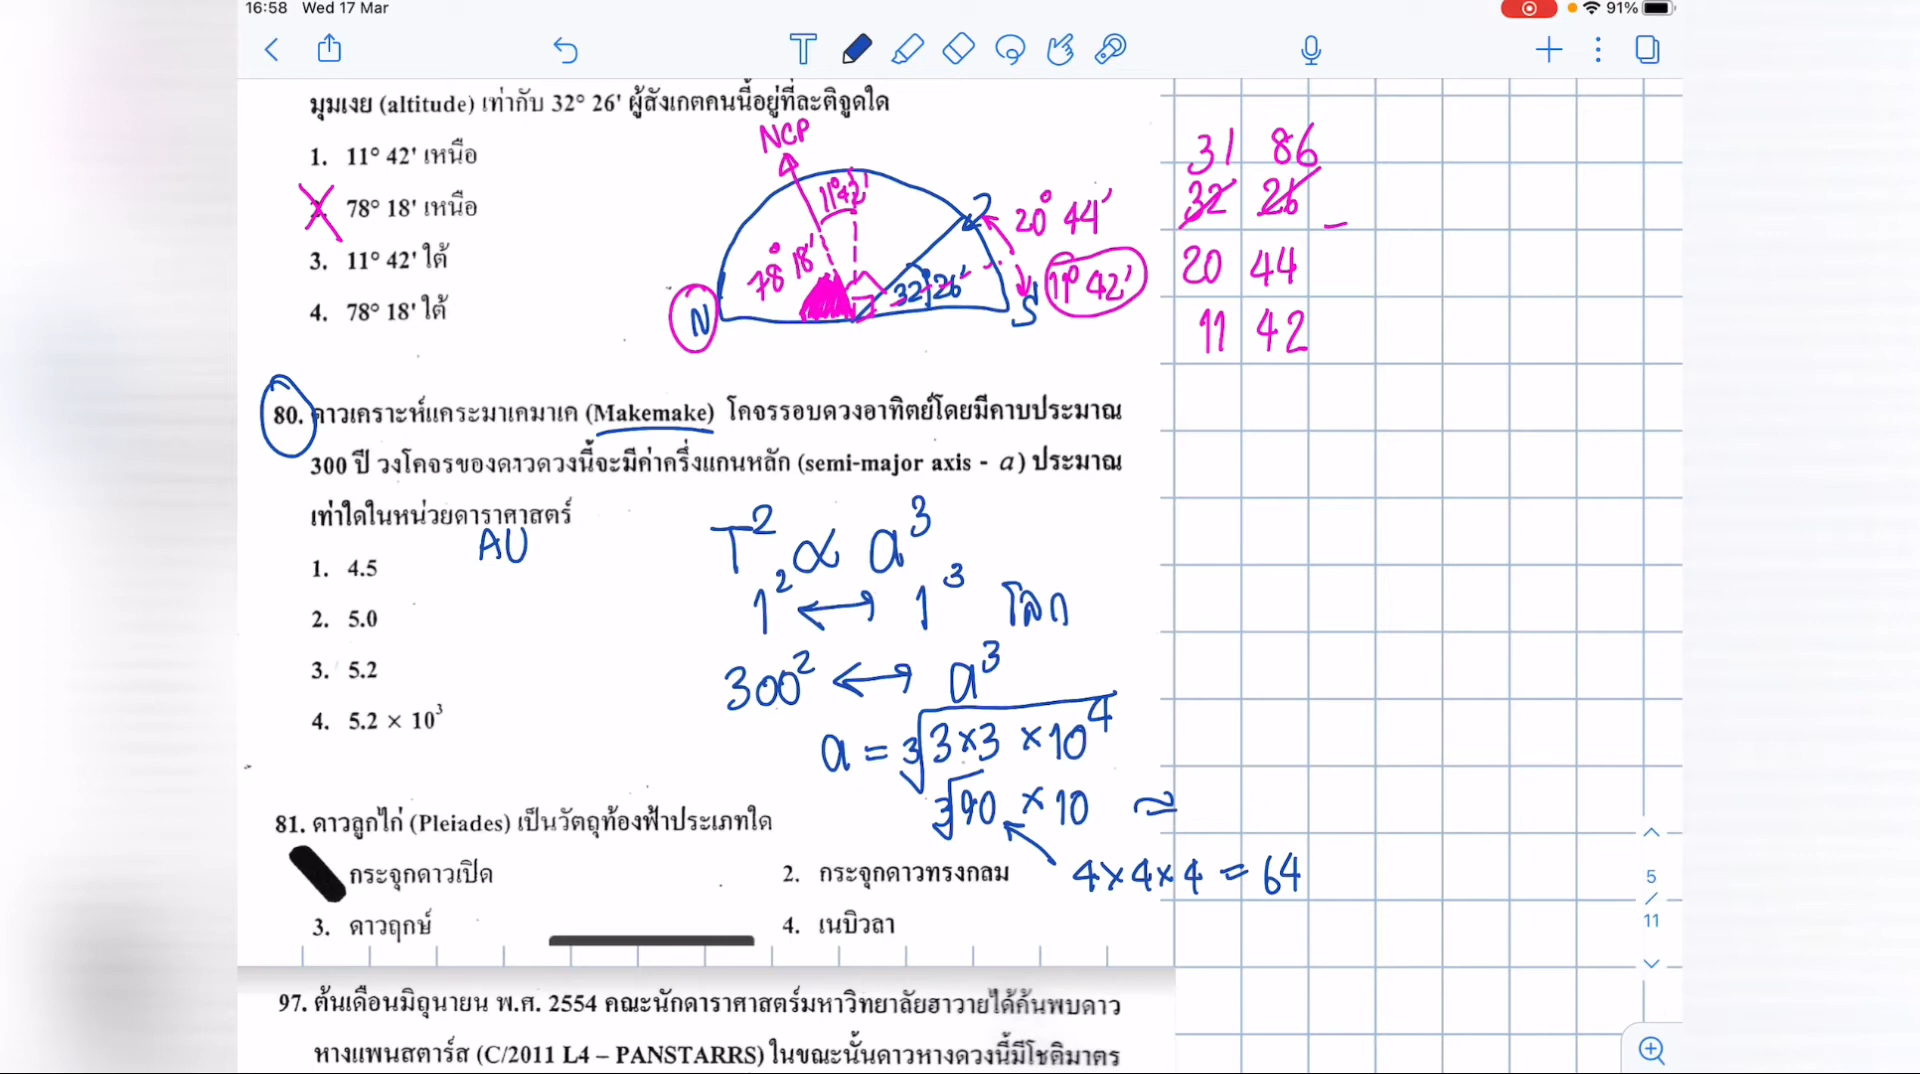 16:58 Wed 17 Mar
91%
มุมเงย (altitude) เท่ากับ 32° 26' ผู้สังเกตคนนี้อยู่ที่ละติจูดใด
1. 11° 42' เหนือ
2. 78° 18' เหนือ
3. 11° 42' ใต้
4. 78° 18' ใต้
NCP
11° 42'
78° 18'
32° 26'
20° 44'
11° 42'
N
S
31 86
32 26 –
20 44
11 42
80. ดาวเคราะห์แคระมาเคมาเค (Makemake) โคจรรอบดวงอาทิตย์โดยมีคาบประมาณ
300 ปี วงโคจรของดาวดวงนี้จะมีค่าครึ่งแกนหลัก (semi-major axis - a) ประมาณ
เท่าใดในหน่วยดาราศาสตร์
AU
1. 4.5
2. 5.0
3. 5.2
4. 5.2 × 10³
T² ∝ a³
1² ↔ 1³ โลก
300² ↔ a³
a = ³√3×3 ×10⁴
³√90 × 10 ≈
4×4×4 = 64
81. ดาวลูกไก่ (Pleiades) เป็นวัตถุท้องฟ้าประเภทใด
กระจุกดาวเปิด
2. กระจุกดาวทรงกลม
3. ดาวฤกษ์
4. เนบิวลา
5
/
11
97. ต้นเดือนมิถุนายน พ.ศ. 2554 คณะนักดาราศาสตร์มหาวิทยาลัยฮาวายได้ค้นพบดาว
หางแพนสตาร์ส (C/2011 L4 – PANSTARRS) ในขณะนั้นดาวหางดวงนี้มีโชติมาตร